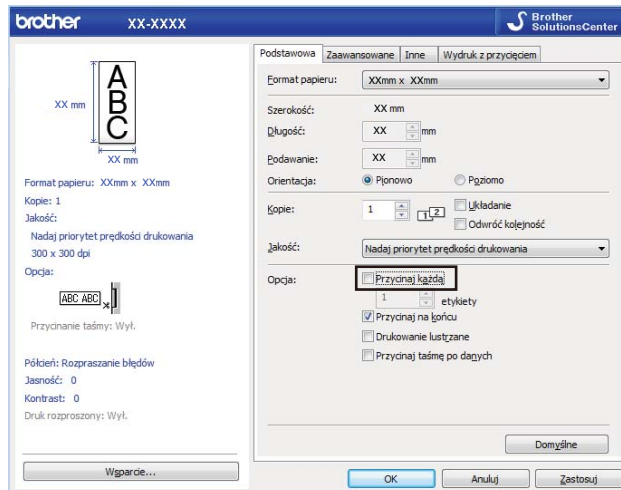 brother XX-XXXX
Brother
SolutionsCenter
A
B
C
XX mm
XX mm
Format papieru: XXmm x XXmm
Kopie: 1
Jakość:
Nadaj priorytet prędkości drukowania
300 x 300 dpi
Opcja:
ABC ABC
Przycinanie taśmy: Wył.
Półcień: Rozpraszanie błędów
Jasność: 0
Kontrast: 0
Druk rozproszony: Wył.
Wsparcie...
Podstawowa Zaawansowane Inne Wydruk z przycięciem
Format papieru: XXmm x XXmm
Szerokość: XX mm
Długość: XX mm
Podawanie: XX mm
Orientacja: Pionowo Poziomo
Kopie: 1 1 2 Układanie
Odwróć kolejność
Jakość: Nadaj priorytet prędkości drukowania
Opcja: Przycinaj każdą
1 etykiety
Przycinaj na końcu
Drukowanie lustrzane
Przycinaj taśmę po danych
Domyślne
OK Anuluj Zastosuj